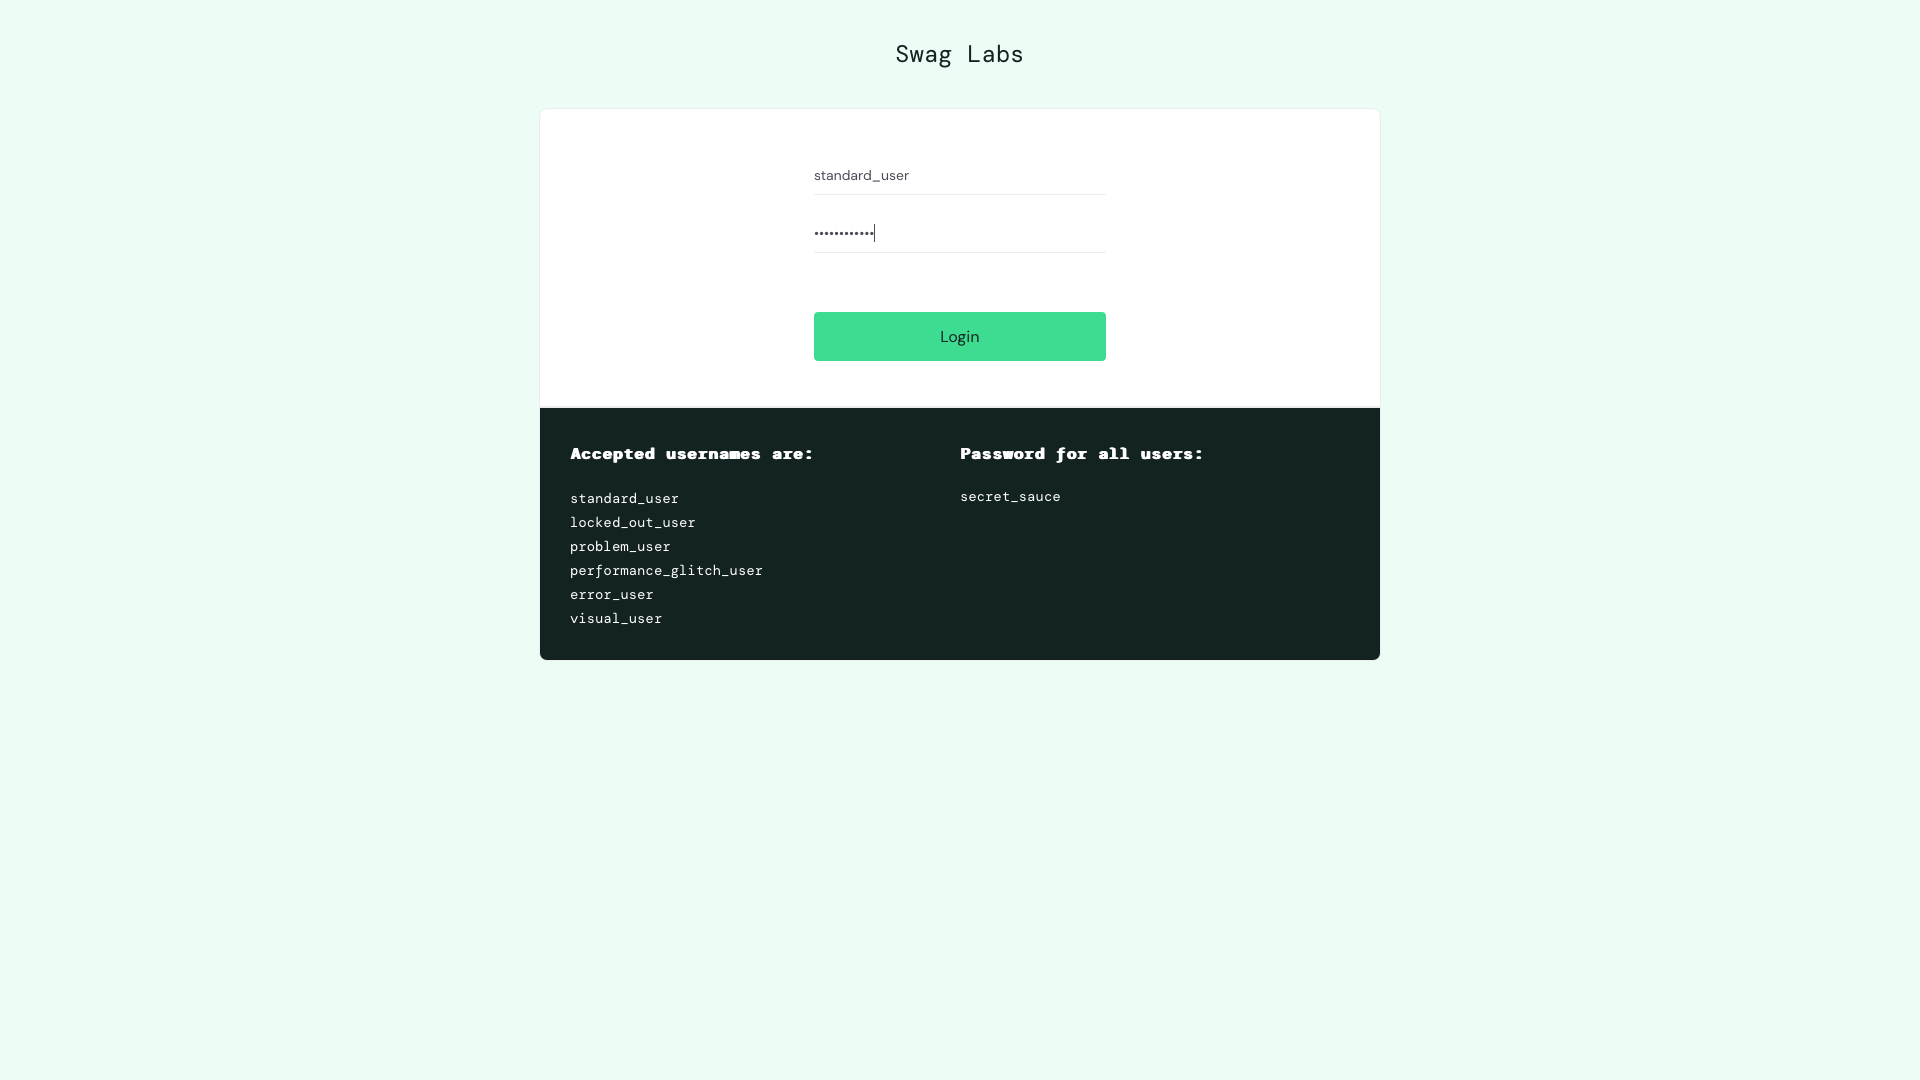 Swag Labs
standard_user
••••••••••••
Login
Accepted usernames are:
standard_user
locked_out_user
problem_user
performance_glitch_user
error_user
visual_user
Password for all users:
secret_sauce